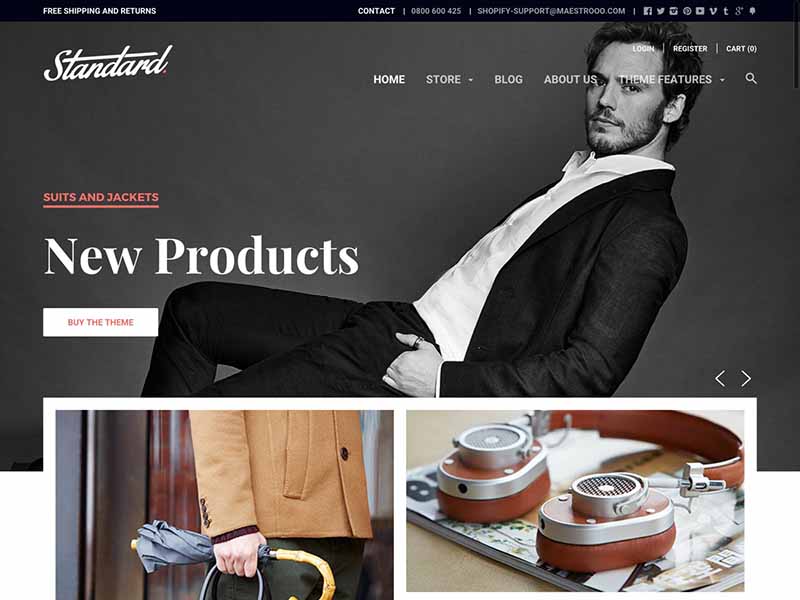 FREE SHIPPING AND RETURNS
CONTACT | 0800 600 425 | SHOPIFY-SUPPORT@MAESTROOO.COM |
LOGIN | REGISTER | CART (0)
Standard.
HOME STORE BLOG ABOUT US THEME FEATURES
SUITS AND JACKETS
New Products
BUY THE THEME